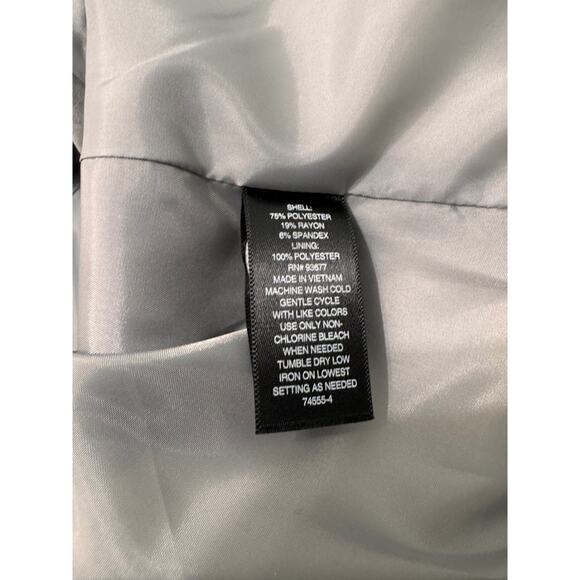 SHELL:
75% POLYESTER
19% RAYON
6% SPANDEX
LINING:
100% POLYESTER
RN# 93677
MADE IN VIETNAM
MACHINE WASH COLD
GENTLE CYCLE
WITH LIKE COLORS
USE ONLY NON-
CHLORINE BLEACH
WHEN NEEDED
TUMBLE DRY LOW
IRON ON LOWEST
SETTING AS NEEDED
74555-4